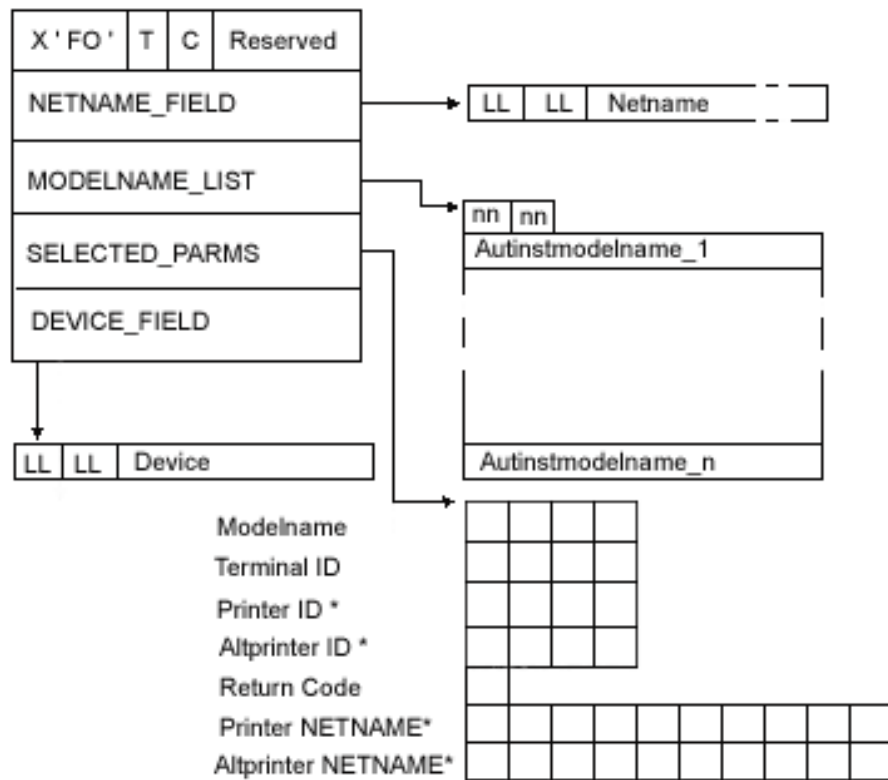 X ' FO ' T C Reserved
NETNAME_FIELD
LL LL Netname
MODELNAME_LIST
nn nn
Autinstmodelname_1
SELECTED_PARMS
DEVICE_FIELD
LL LL Device
Autinstmodelname_n
Modelname
Terminal ID
Printer ID *
Altprinter ID *
Return Code
Printer NETNAME*
Altprinter NETNAME*